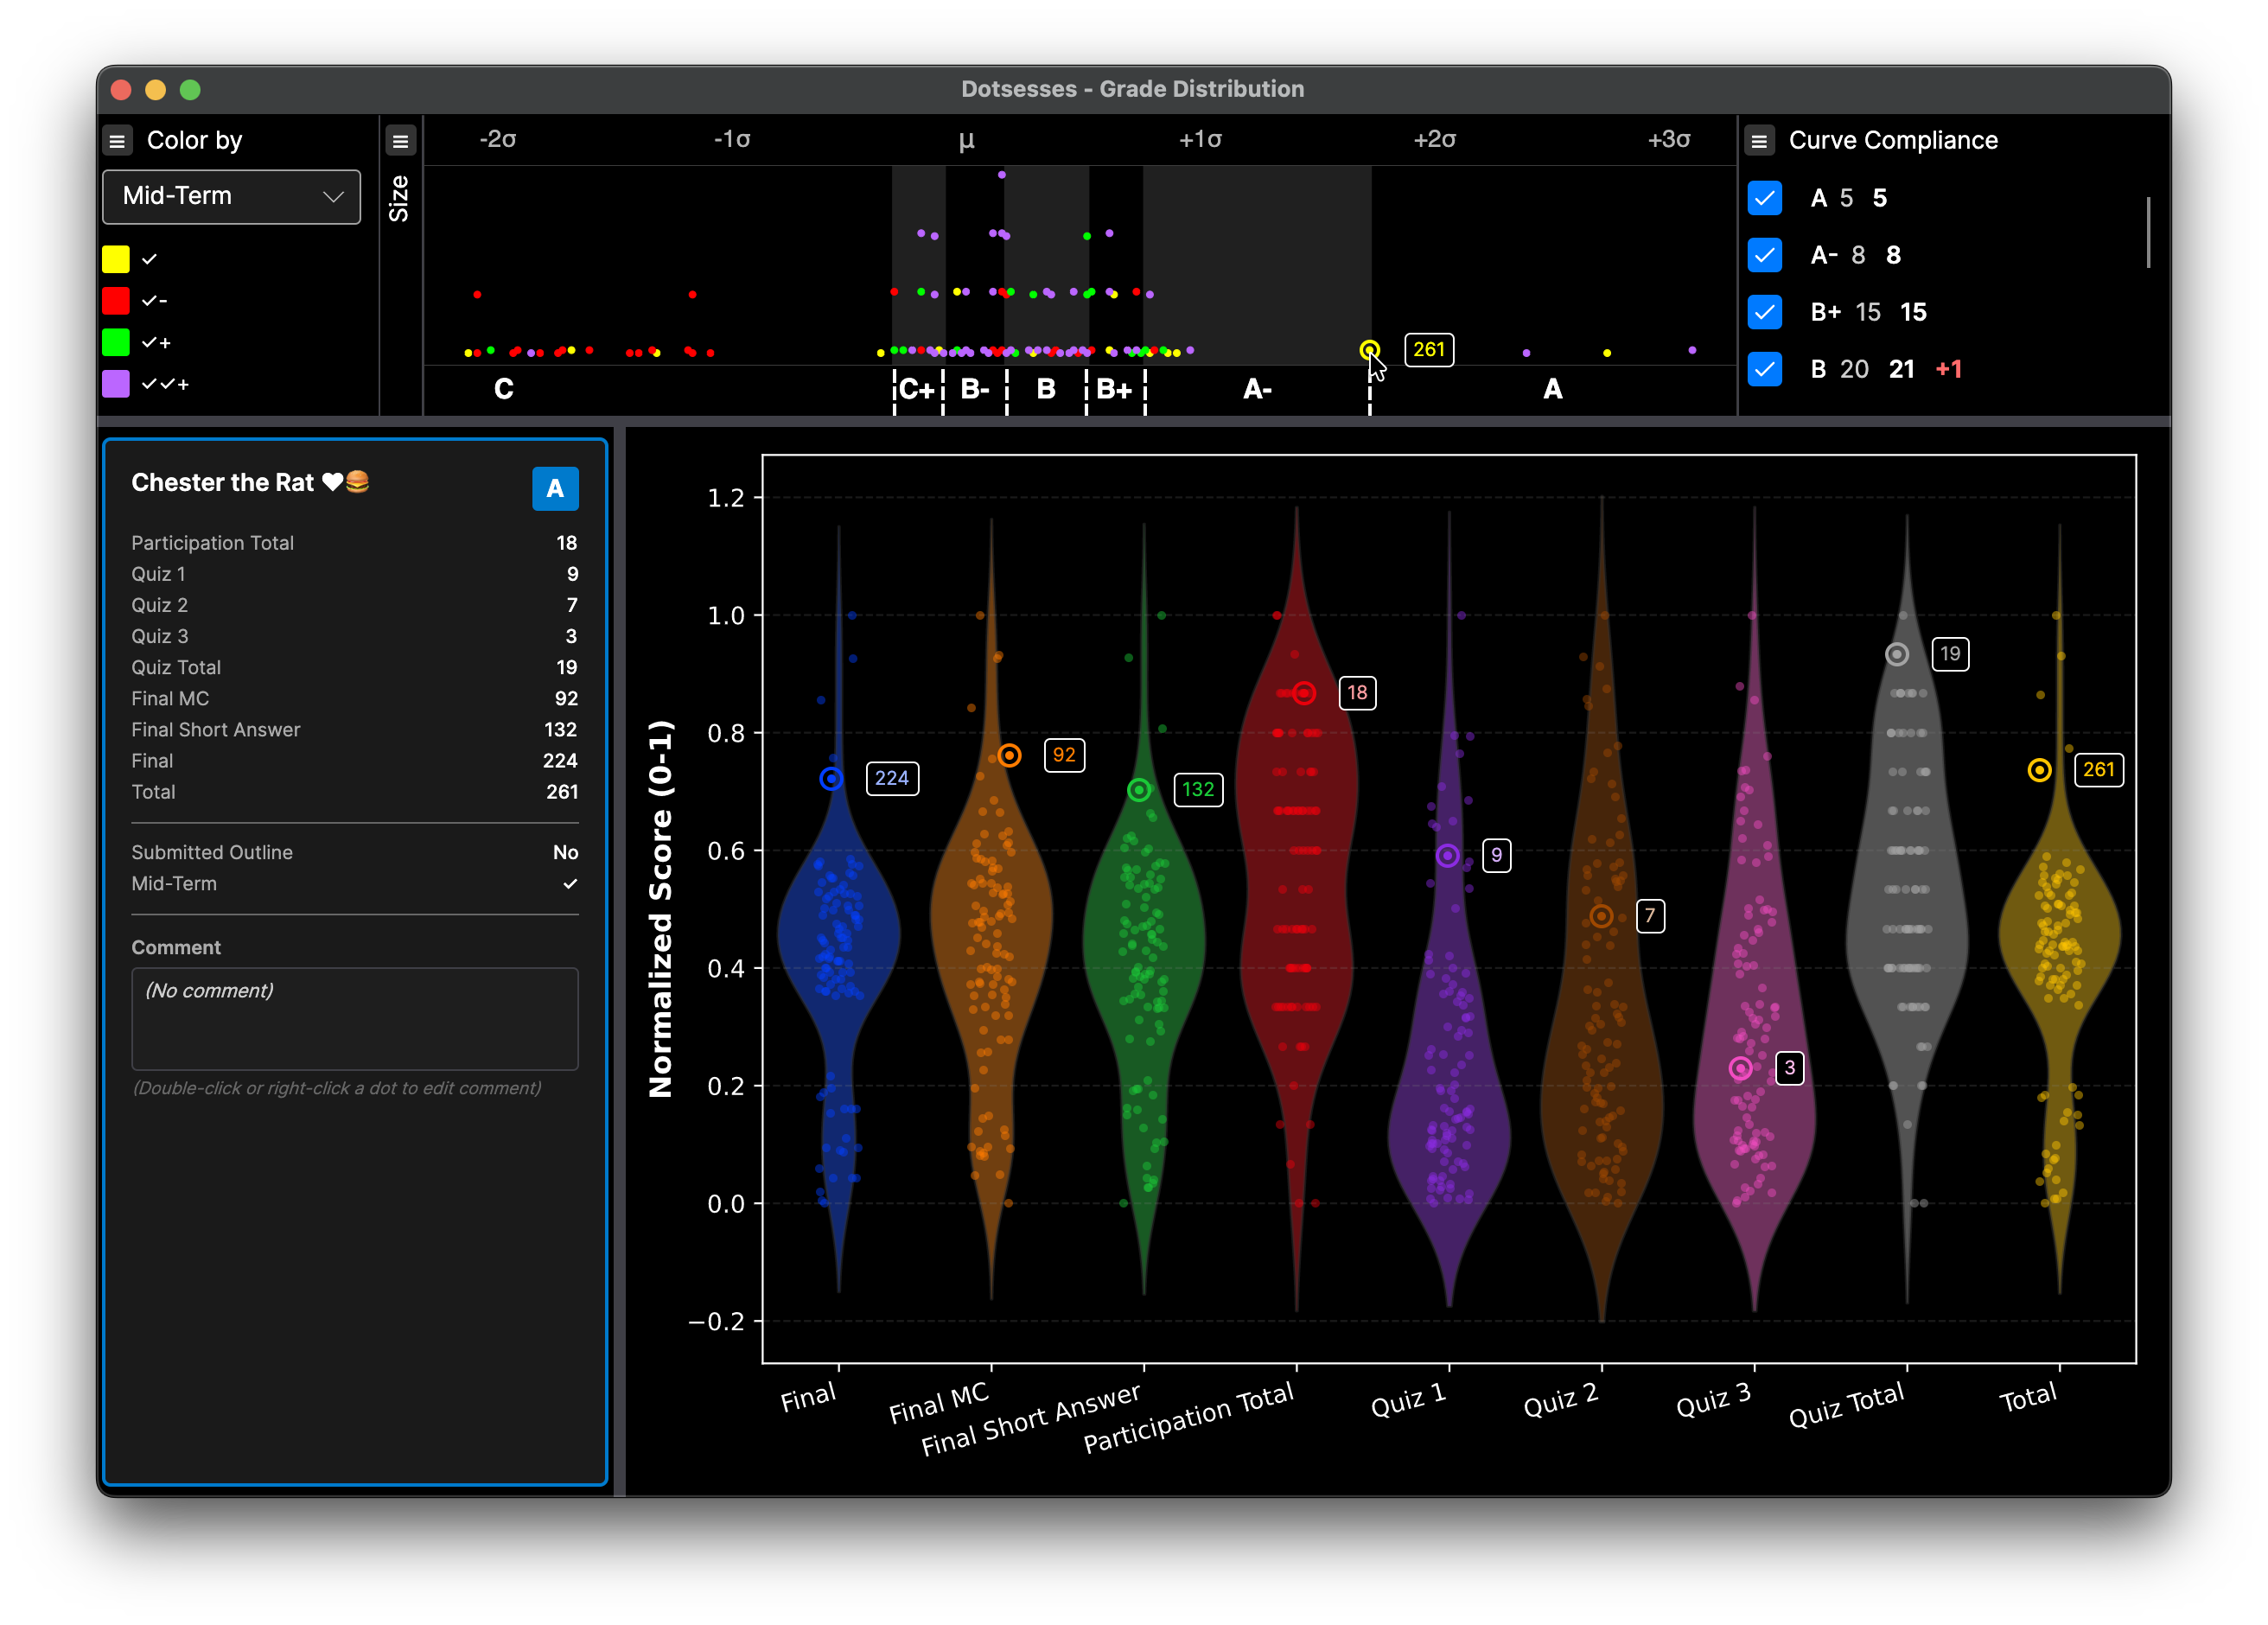 Dotsesses - Grade Distribution
Color by
Mid-Term
✓
✓-
✓+
✓✓+
Size
-2σ -1σ μ +1σ +2σ +3σ
261
C C+ B- B B+ A- A
Curve Compliance
A 5 5
A- 8 8
B+ 15 15
B 20 21 +1
Chester the Rat ♥🍔
A
Participation Total 18
Quiz 1 9
Quiz 2 7
Quiz 3 3
Quiz Total 19
Final MC 92
Final Short Answer 132
Final 224
Total 261
Submitted Outline No
Mid-Term ✓
Comment
(No comment)
(Double-click or right-click a dot to edit comment)
Normalized Score (0-1)
1.2
1.0
0.8
0.6
0.4
0.2
0.0
−0.2
224
92
132
18
9
7
3
19
261
Final
Final MC
Final Short Answer
Participation Total
Quiz 1
Quiz 2
Quiz 3
Quiz Total
Total